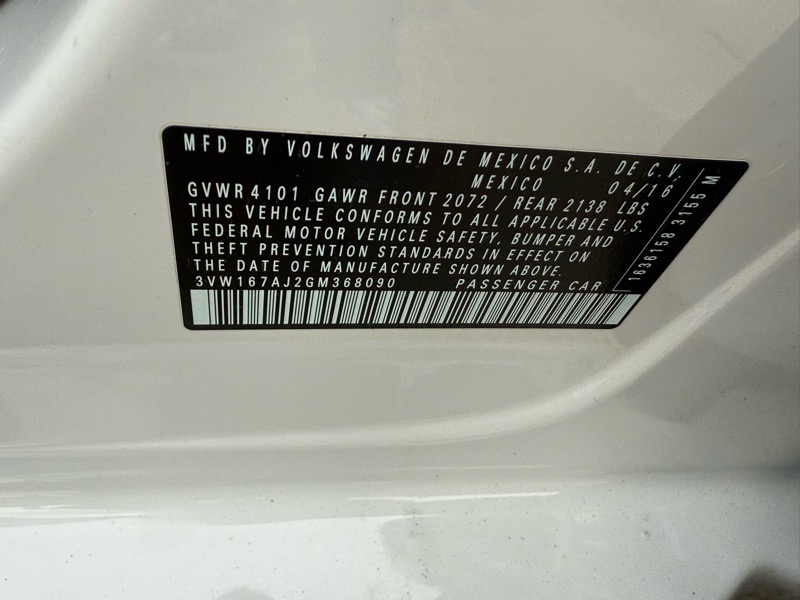 MFD BY VOLKSWAGEN DE MEXICO S.A. DE C.V.
MEXICO 04/16
GVWR 4101 GAWR FRONT 2072 / REAR 2138 LBS
THIS VEHICLE CONFORMS TO ALL APPLICABLE U.S.
FEDERAL MOTOR VEHICLE SAFETY, BUMPER AND
THEFT PREVENTION STANDARDS IN EFFECT ON
THE DATE OF MANUFACTURE SHOWN ABOVE.
3VW167AJ2GM368090 PASSENGER CAR
1636158 3155 M